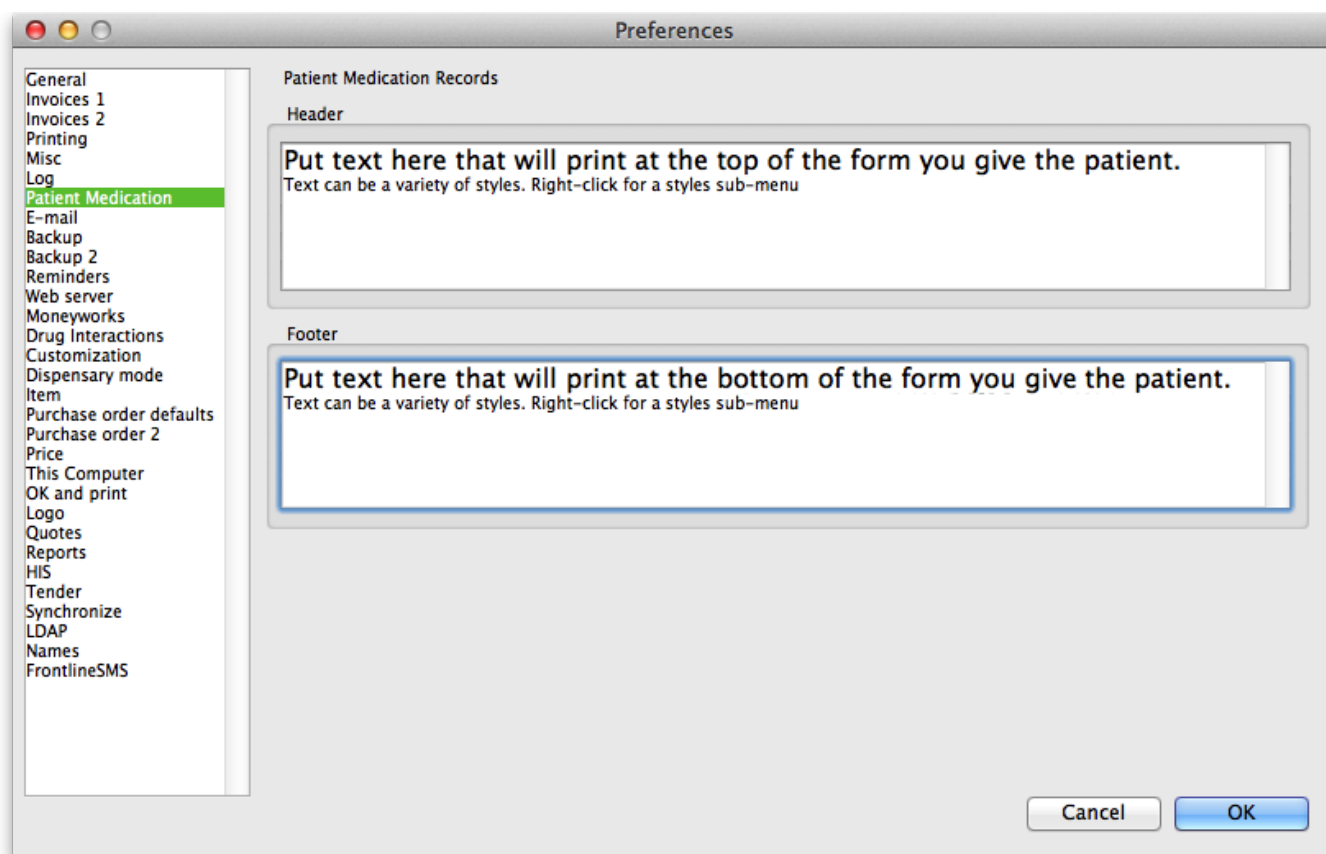 Preferences
General
Invoices 1
Invoices 2
Printing
Misc
Log
Patient Medication
E-mail
Backup
Backup 2
Reminders
Web server
Moneyworks
Drug Interactions
Customization
Dispensary mode
Item
Purchase order defaults
Purchase order 2
Price
This Computer
OK and print
Logo
Quotes
Reports
HIS
Tender
Synchronize
LDAP
Names
FrontlineSMS
Patient Medication Records
Header
Put text here that will print at the top of the form you give the patient.
Text can be a variety of styles. Right-click for a styles sub-menu
Footer
Put text here that will print at the bottom of the form you give the patient.
Text can be a variety of styles. Right-click for a styles sub-menu
Cancel
OK